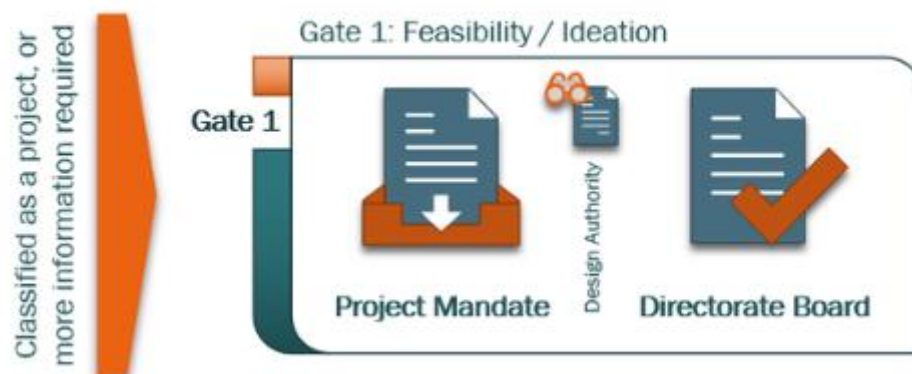 Classified as a project, or
more information required
Gate 1: Feasibility / Ideation
Gate 1
Project Mandate
Design Authority
Directorate Board